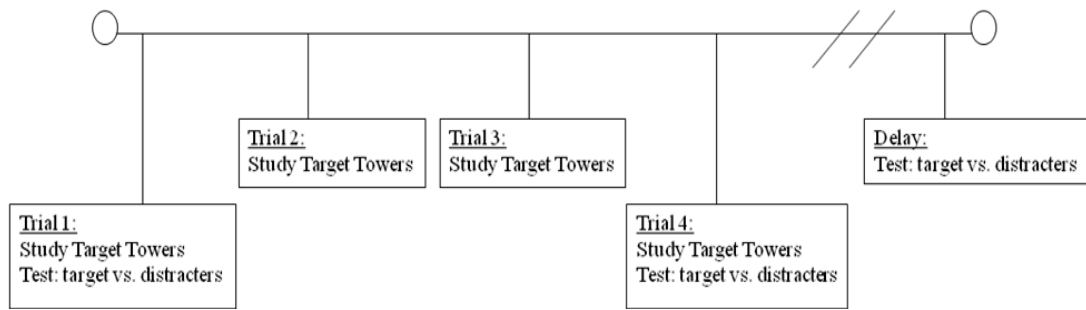 Trial 1:
Study Target Towers
Test: target vs. distracters
Trial 2:
Study Target Towers
Trial 3:
Study Target Towers
Trial 4:
Study Target Towers
Test: target vs. distracters
Delay:
Test: target vs. distracters